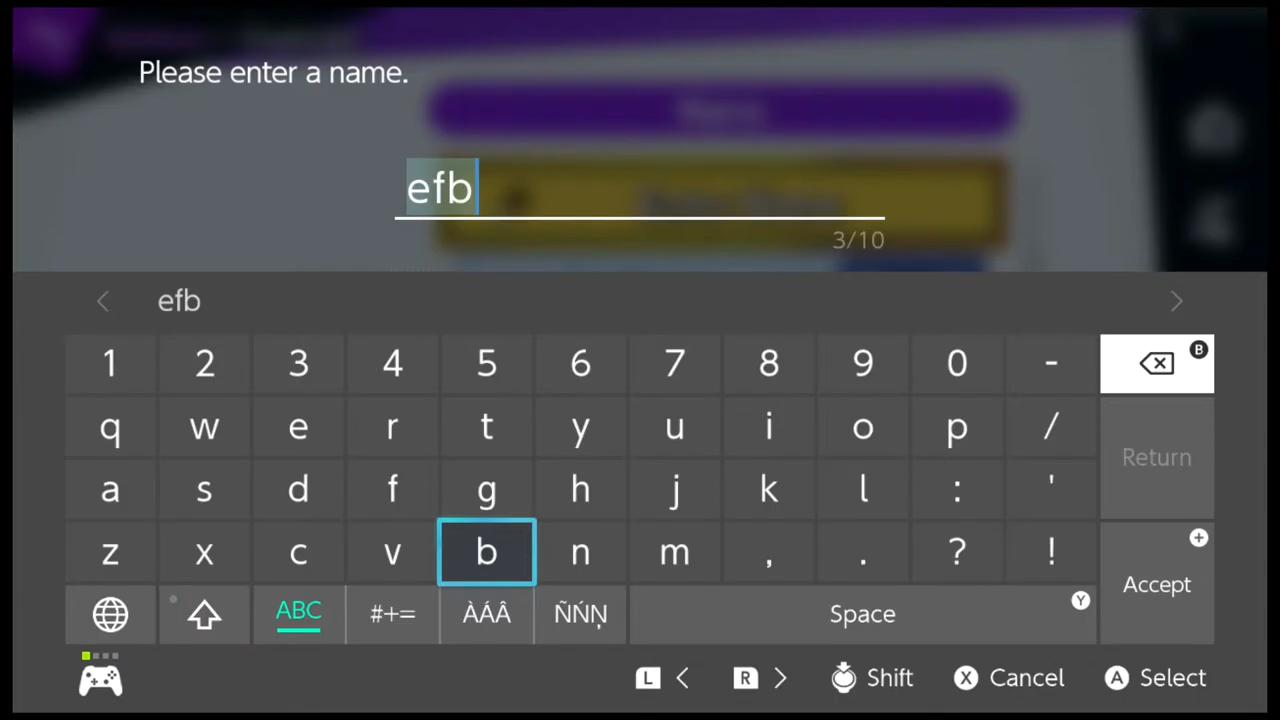 Please enter a name.
efb
3/10
< efb >
1 2 3 4 5 6 7 8 9 0 - B
q w e r t y u i o p /
Return
a s d f g h j k l : '
z x c v b n m , . ? ! +
Accept
ABC #+= ÀÁÂ ÑŃŅ Space Y
L < R > Shift X Cancel A Select